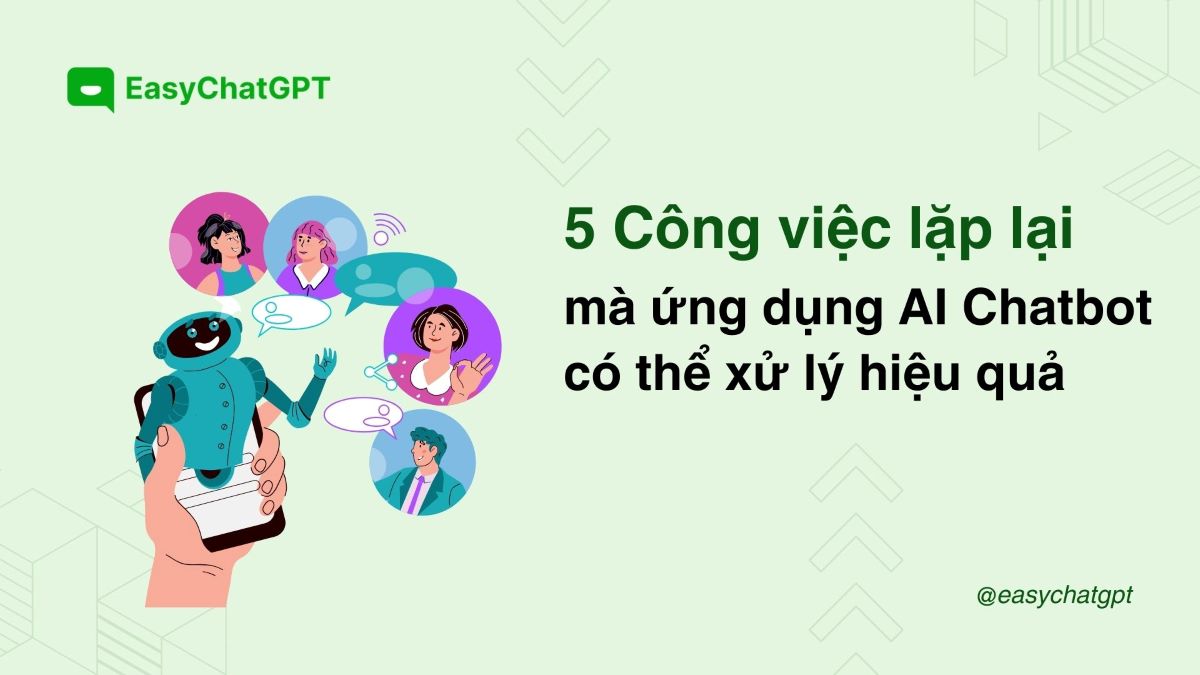 EasyChatGPT
5 Công việc lặp lại
mà ứng dụng AI Chatbot
có thể xử lý hiệu quả
@easychatgpt